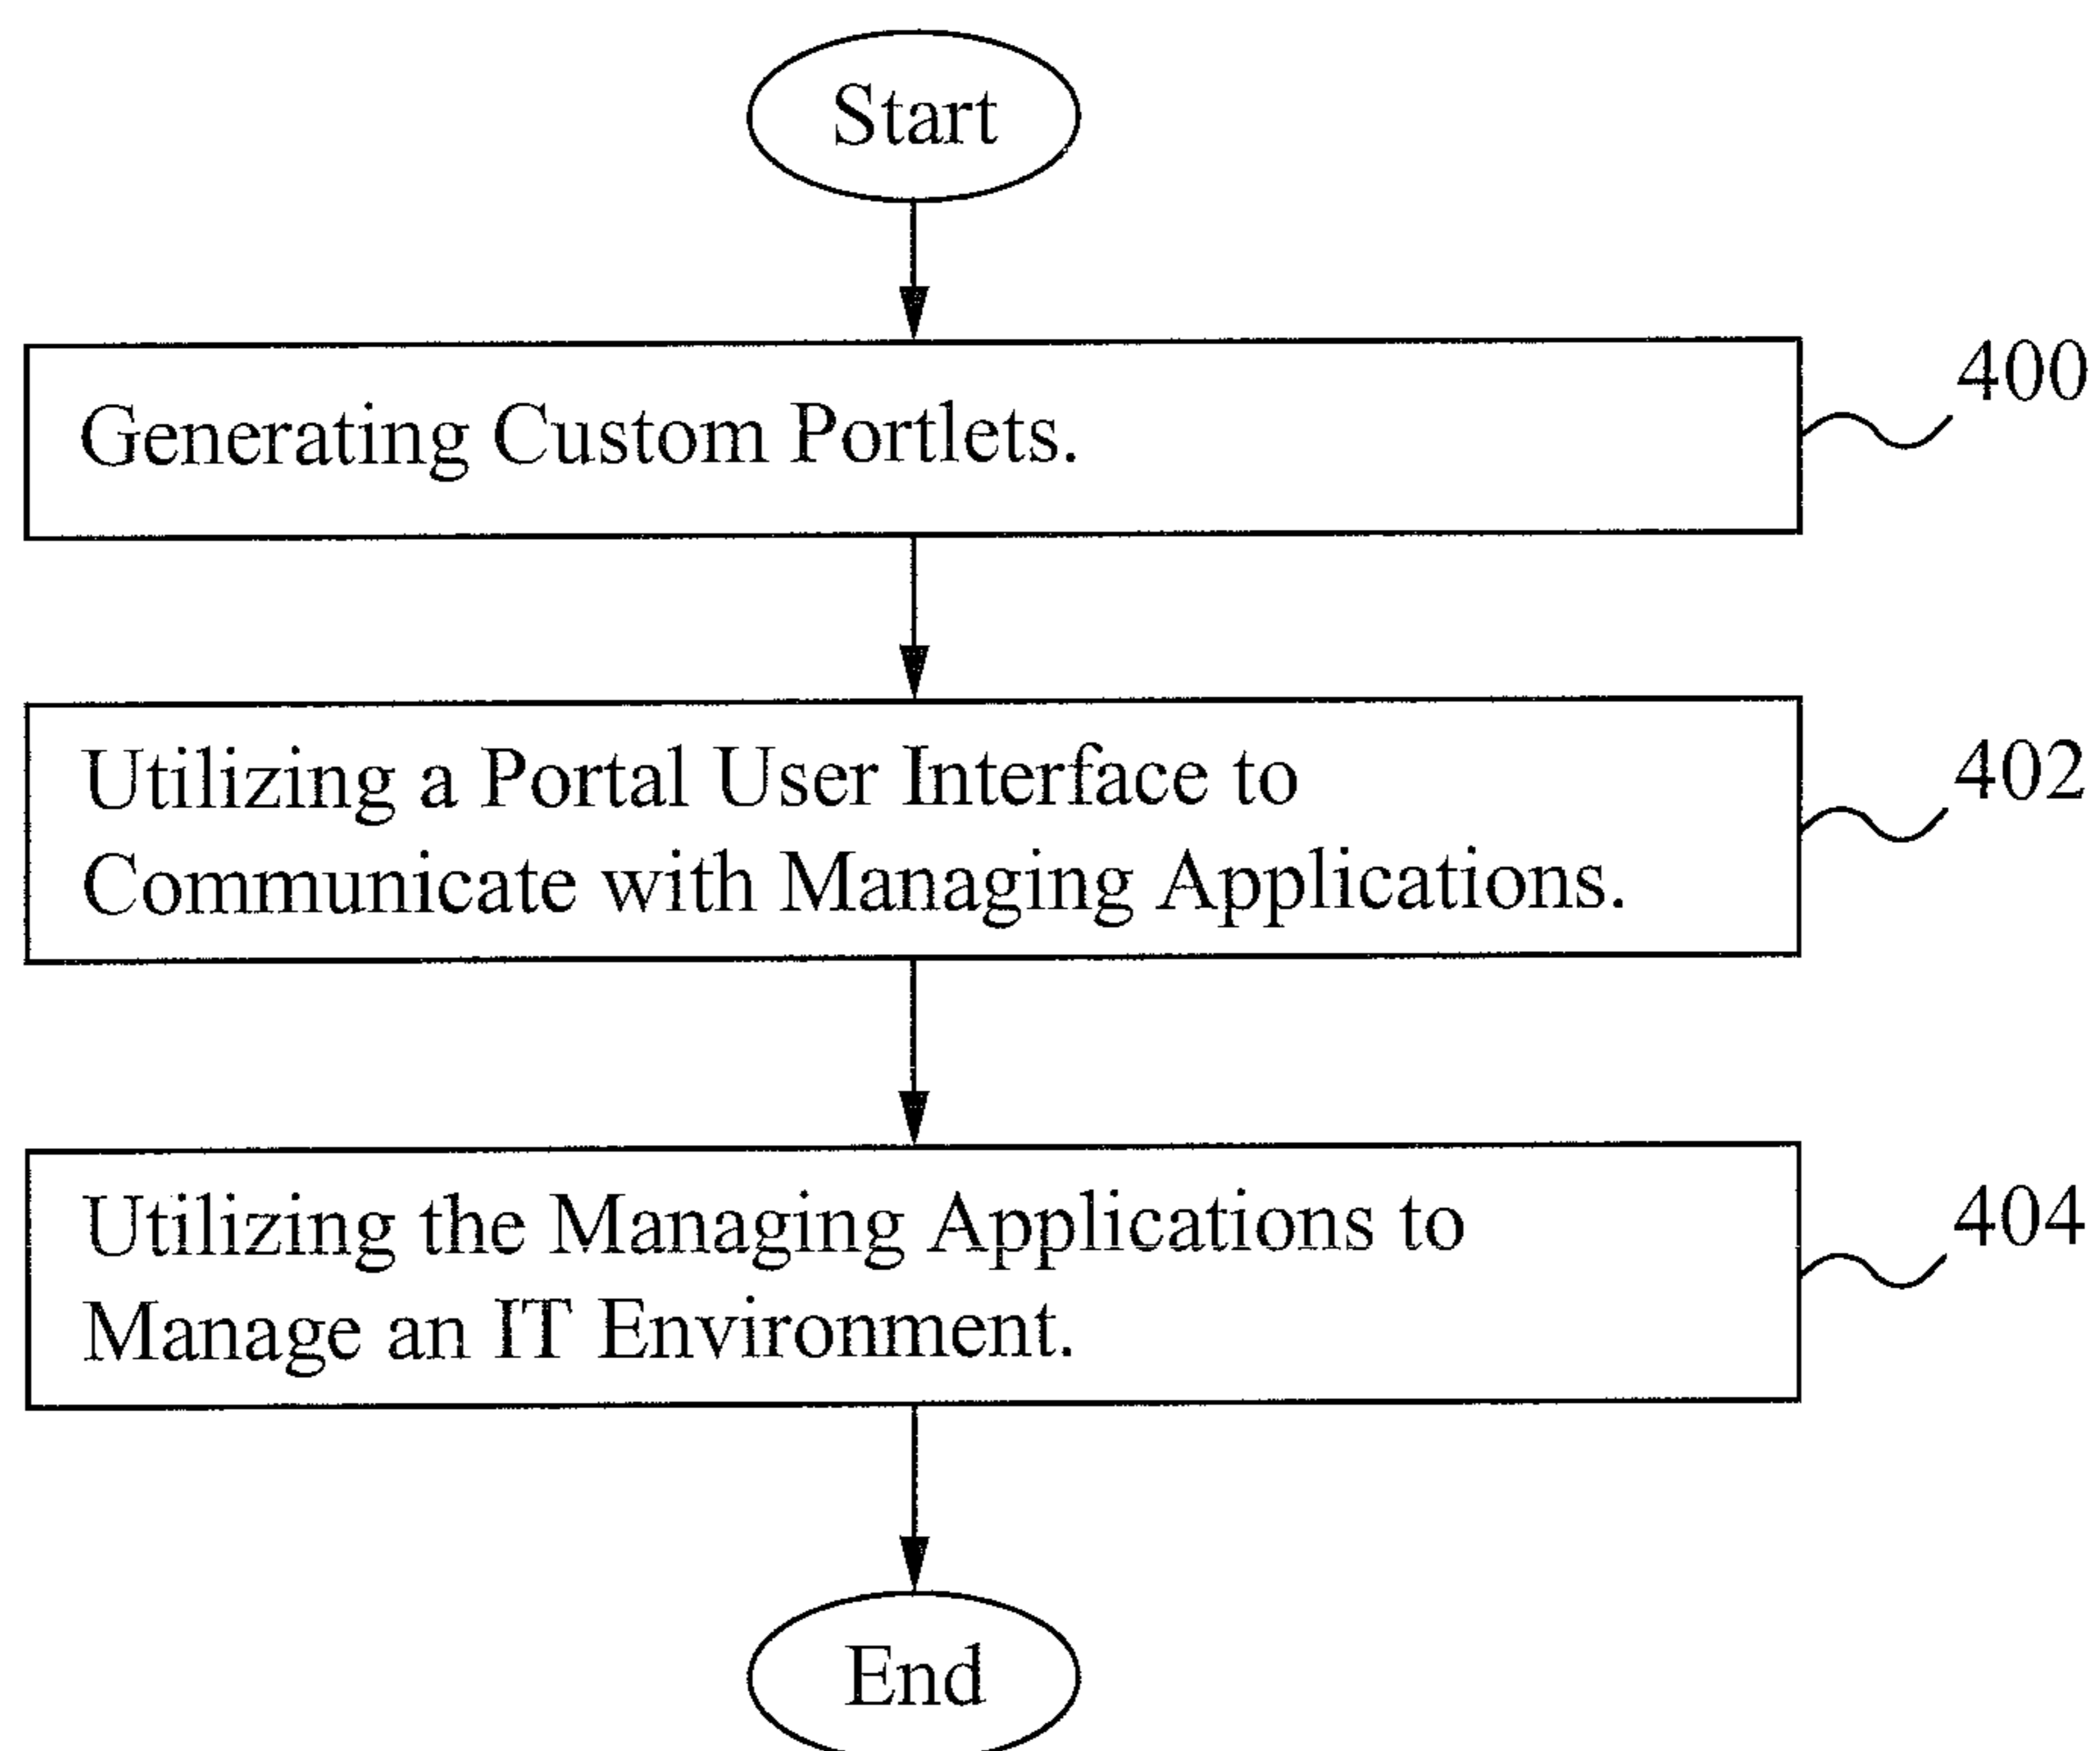 Start
Generating Custom Portlets.
400
Utilizing a Portal User Interface to
Communicate with Managing Applications.
402
Utilizing the Managing Applications to
Manage an IT Environment.
404
End